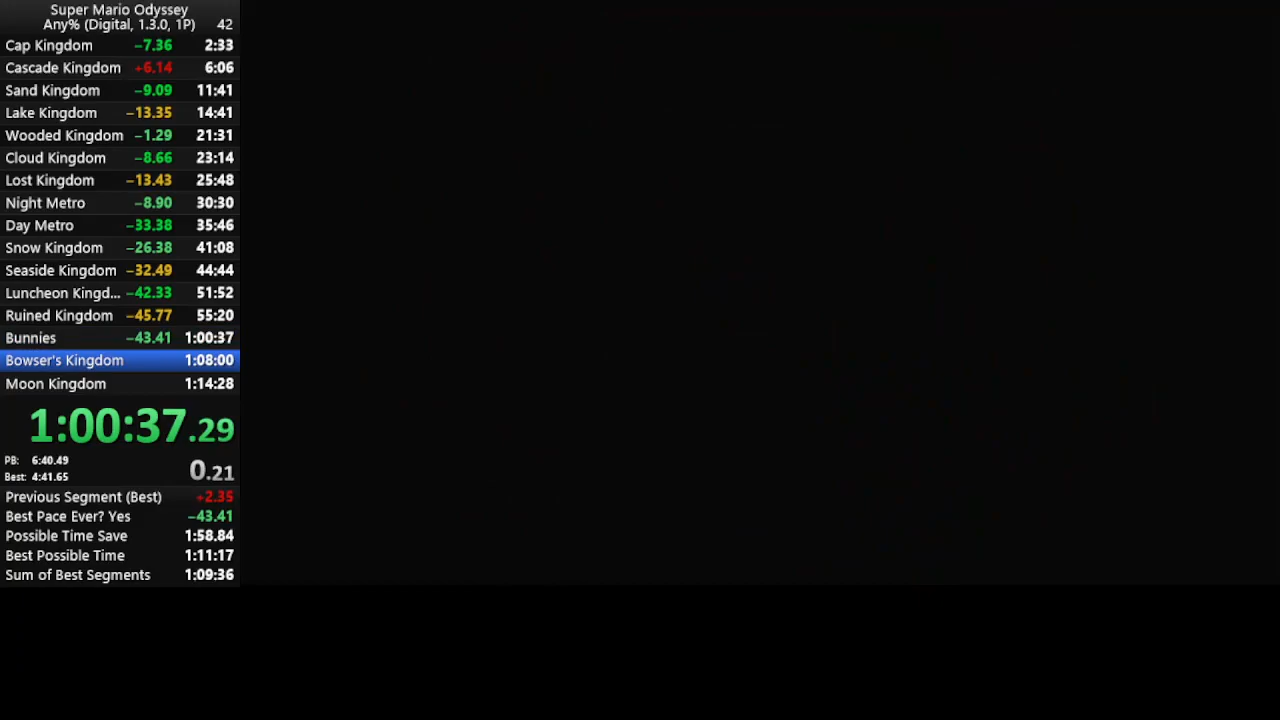 Super Mario Odyssey
Any% (Digital, 1.3.0, 1P) 42
Cap Kingdom −7.36 2:33
Cascade Kingdom +6.14 6:06
Sand Kingdom −9.09 11:41
Lake Kingdom −13.35 14:41
Wooded Kingdom −1.29 21:31
Cloud Kingdom −8.66 23:14
Lost Kingdom −13.43 25:48
Night Metro −8.90 30:30
Day Metro −33.38 35:46
Snow Kingdom −26.38 41:08
Seaside Kingdom −32.49 44:44
Luncheon Kingd... −42.33 51:52
Ruined Kingdom −45.77 55:20
Bunnies −43.41 1:00:37
Bowser's Kingdom 1:08:00
Moon Kingdom 1:14:28
1:00:37.29
PB: 6:40.49
Best: 4:41.65
0.21
Previous Segment (Best) +2.35
Best Pace Ever? Yes −43.41
Possible Time Save 1:58.84
Best Possible Time 1:11:17
Sum of Best Segments 1:09:36